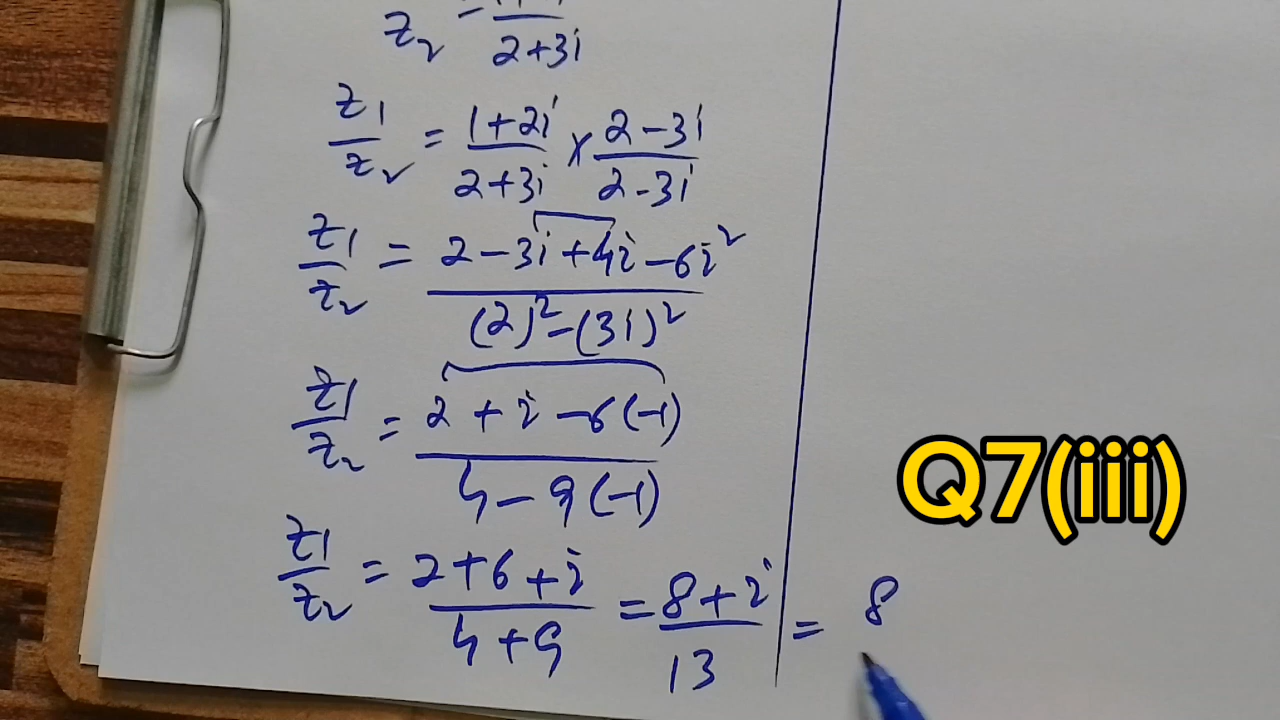 z₂ = / 2+3i
z₁/z₂ = 1+2i / 2+3i × 2-3i / 2-3i
z₁/z₂ = 2-3i+4i-6i² / (2)²-(3i)²
z₁/z₂ = 2+i-6(-1) / 4-9(-1)
z₁/z₂ = 2+6+i / 4+9 = 8+i / 13 = 8
Q7(iii)